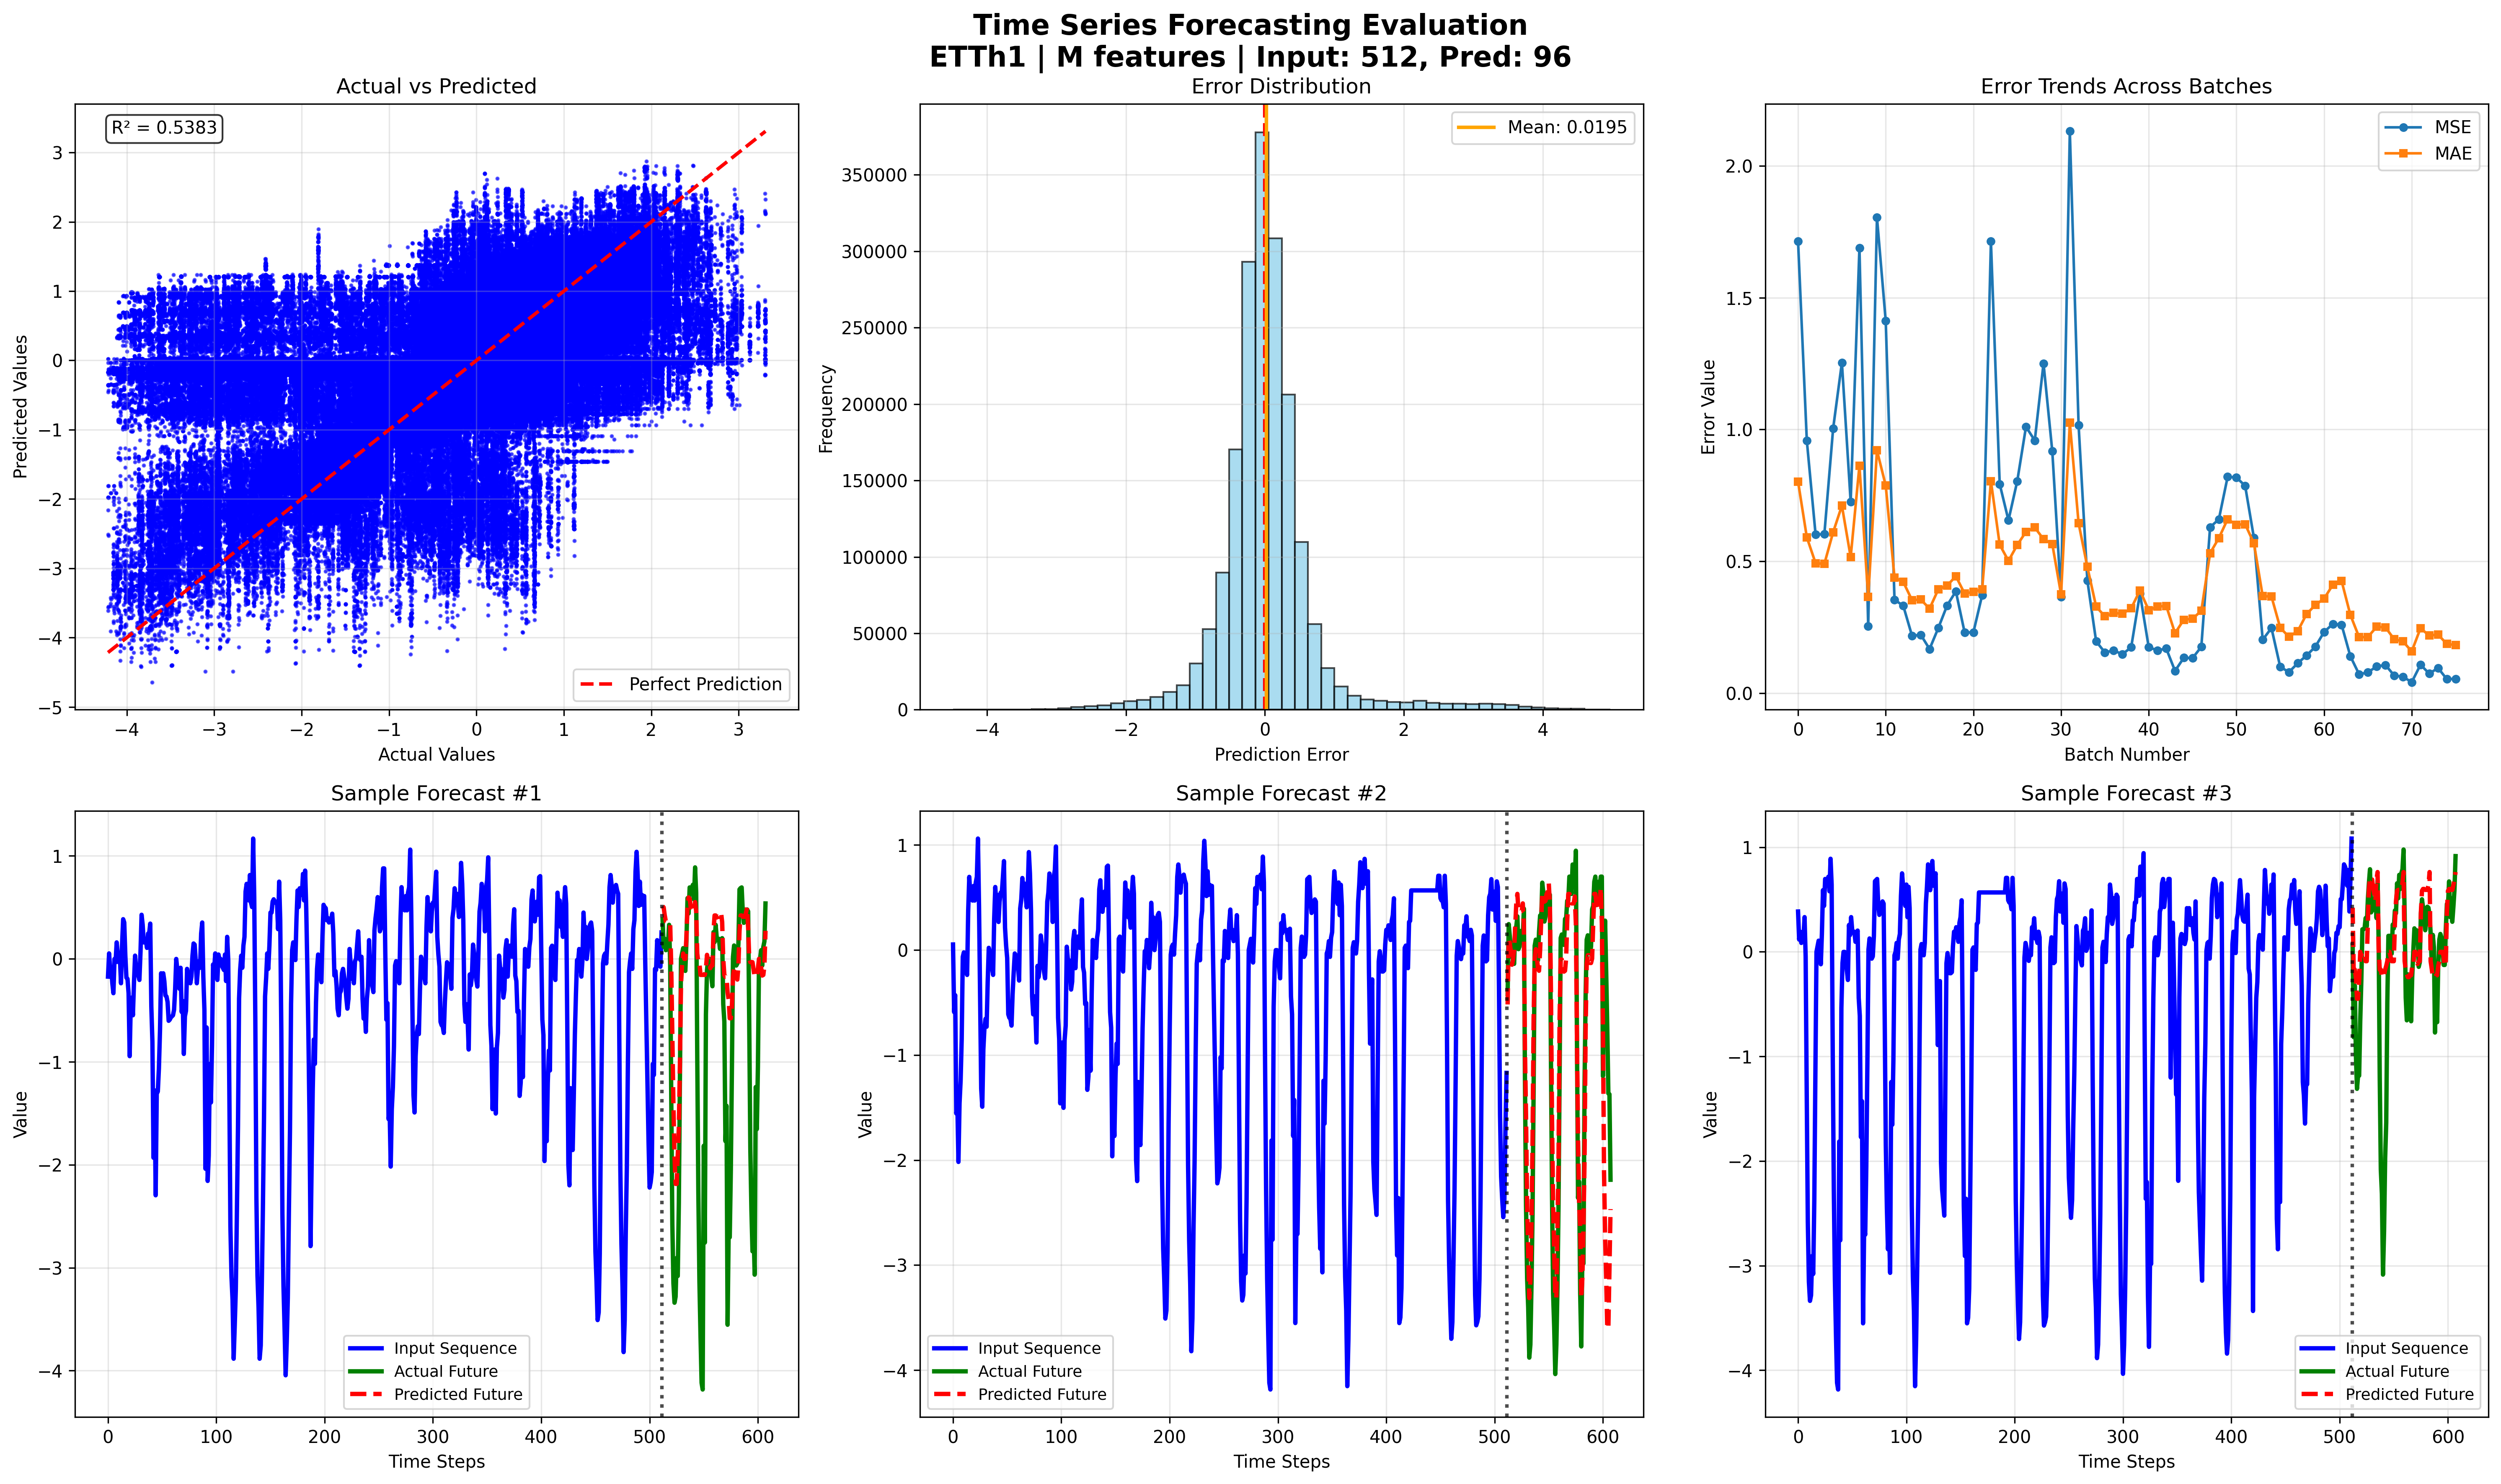 Time Series Forecasting Evaluation
ETTh1 | M features | Input: 512, Pred: 96
Actual vs Predicted
R² = 0.5383
Predicted Values
3
2
1
0
−1
−2
−3
−4
−5
Perfect Prediction
−4
−3
−2
−1
0
1
2
3
Actual Values
Error Distribution
Mean: 0.0195
Frequency
350000
300000
250000
200000
150000
100000
50000
0
−4
−2
0
2
4
Prediction Error
Error Trends Across Batches
MSE
MAE
Error Value
2.0
1.5
1.0
0.5
0.0
0
10
20
30
40
50
60
70
Batch Number
Sample Forecast #1
Value
1
0
−1
−2
−3
−4
Input Sequence
Actual Future
Predicted Future
0
100
200
300
400
500
600
Time Steps
Sample Forecast #2
Value
1
0
−1
−2
−3
−4
Input Sequence
Actual Future
Predicted Future
0
100
200
300
400
500
600
Time Steps
Sample Forecast #3
Value
1
0
−1
−2
−3
−4
Input Sequence
Actual Future
Predicted Future
0
100
200
300
400
500
600
Time Steps